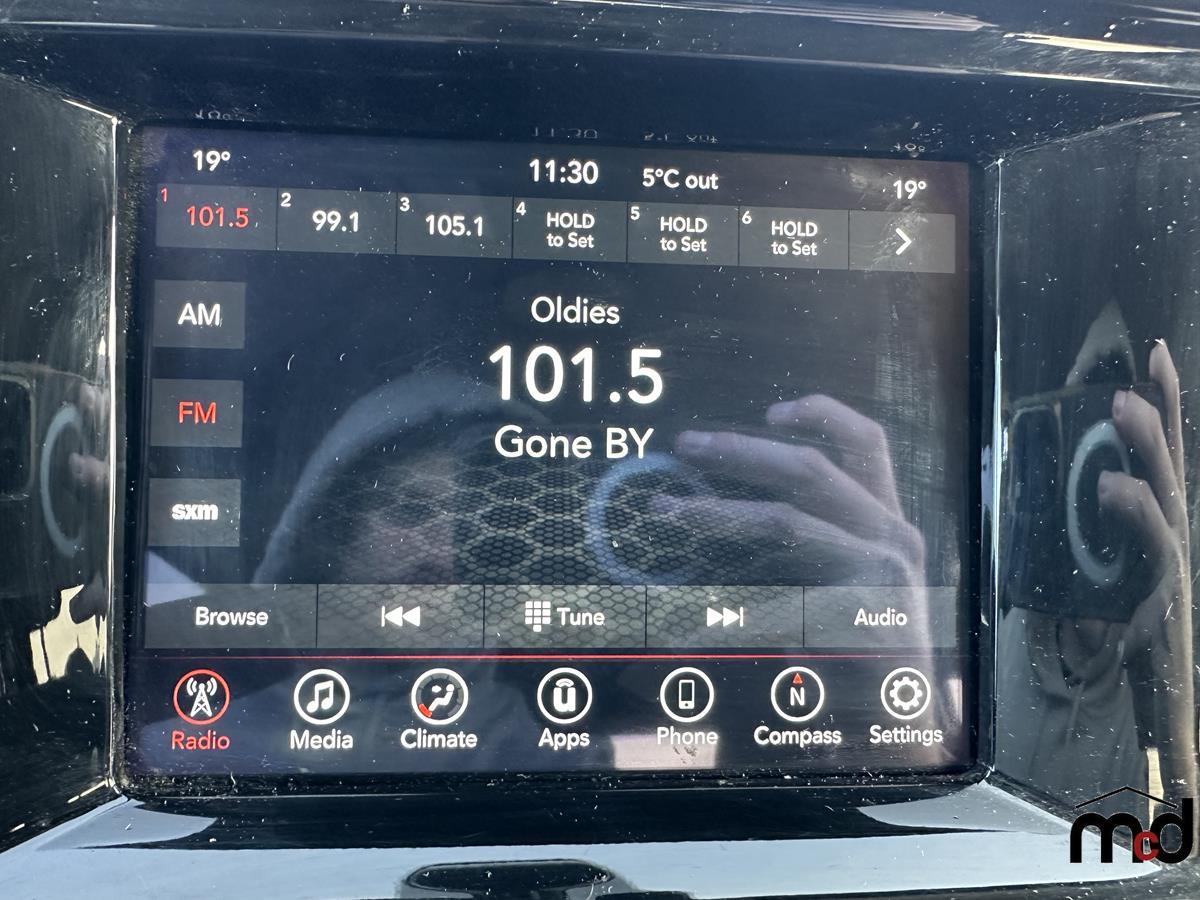 19°
11:30
5°C out
19°
1
101.5
2
99.1
3
105.1
4
HOLD
to Set
5
HOLD
to Set
6
HOLD
to Set
AM
Oldies
101.5
FM
Gone BY
sxm
Browse
Tune
Audio
N
Radio
Media
Climate
Apps
Phone
Compass
Settings
mcd